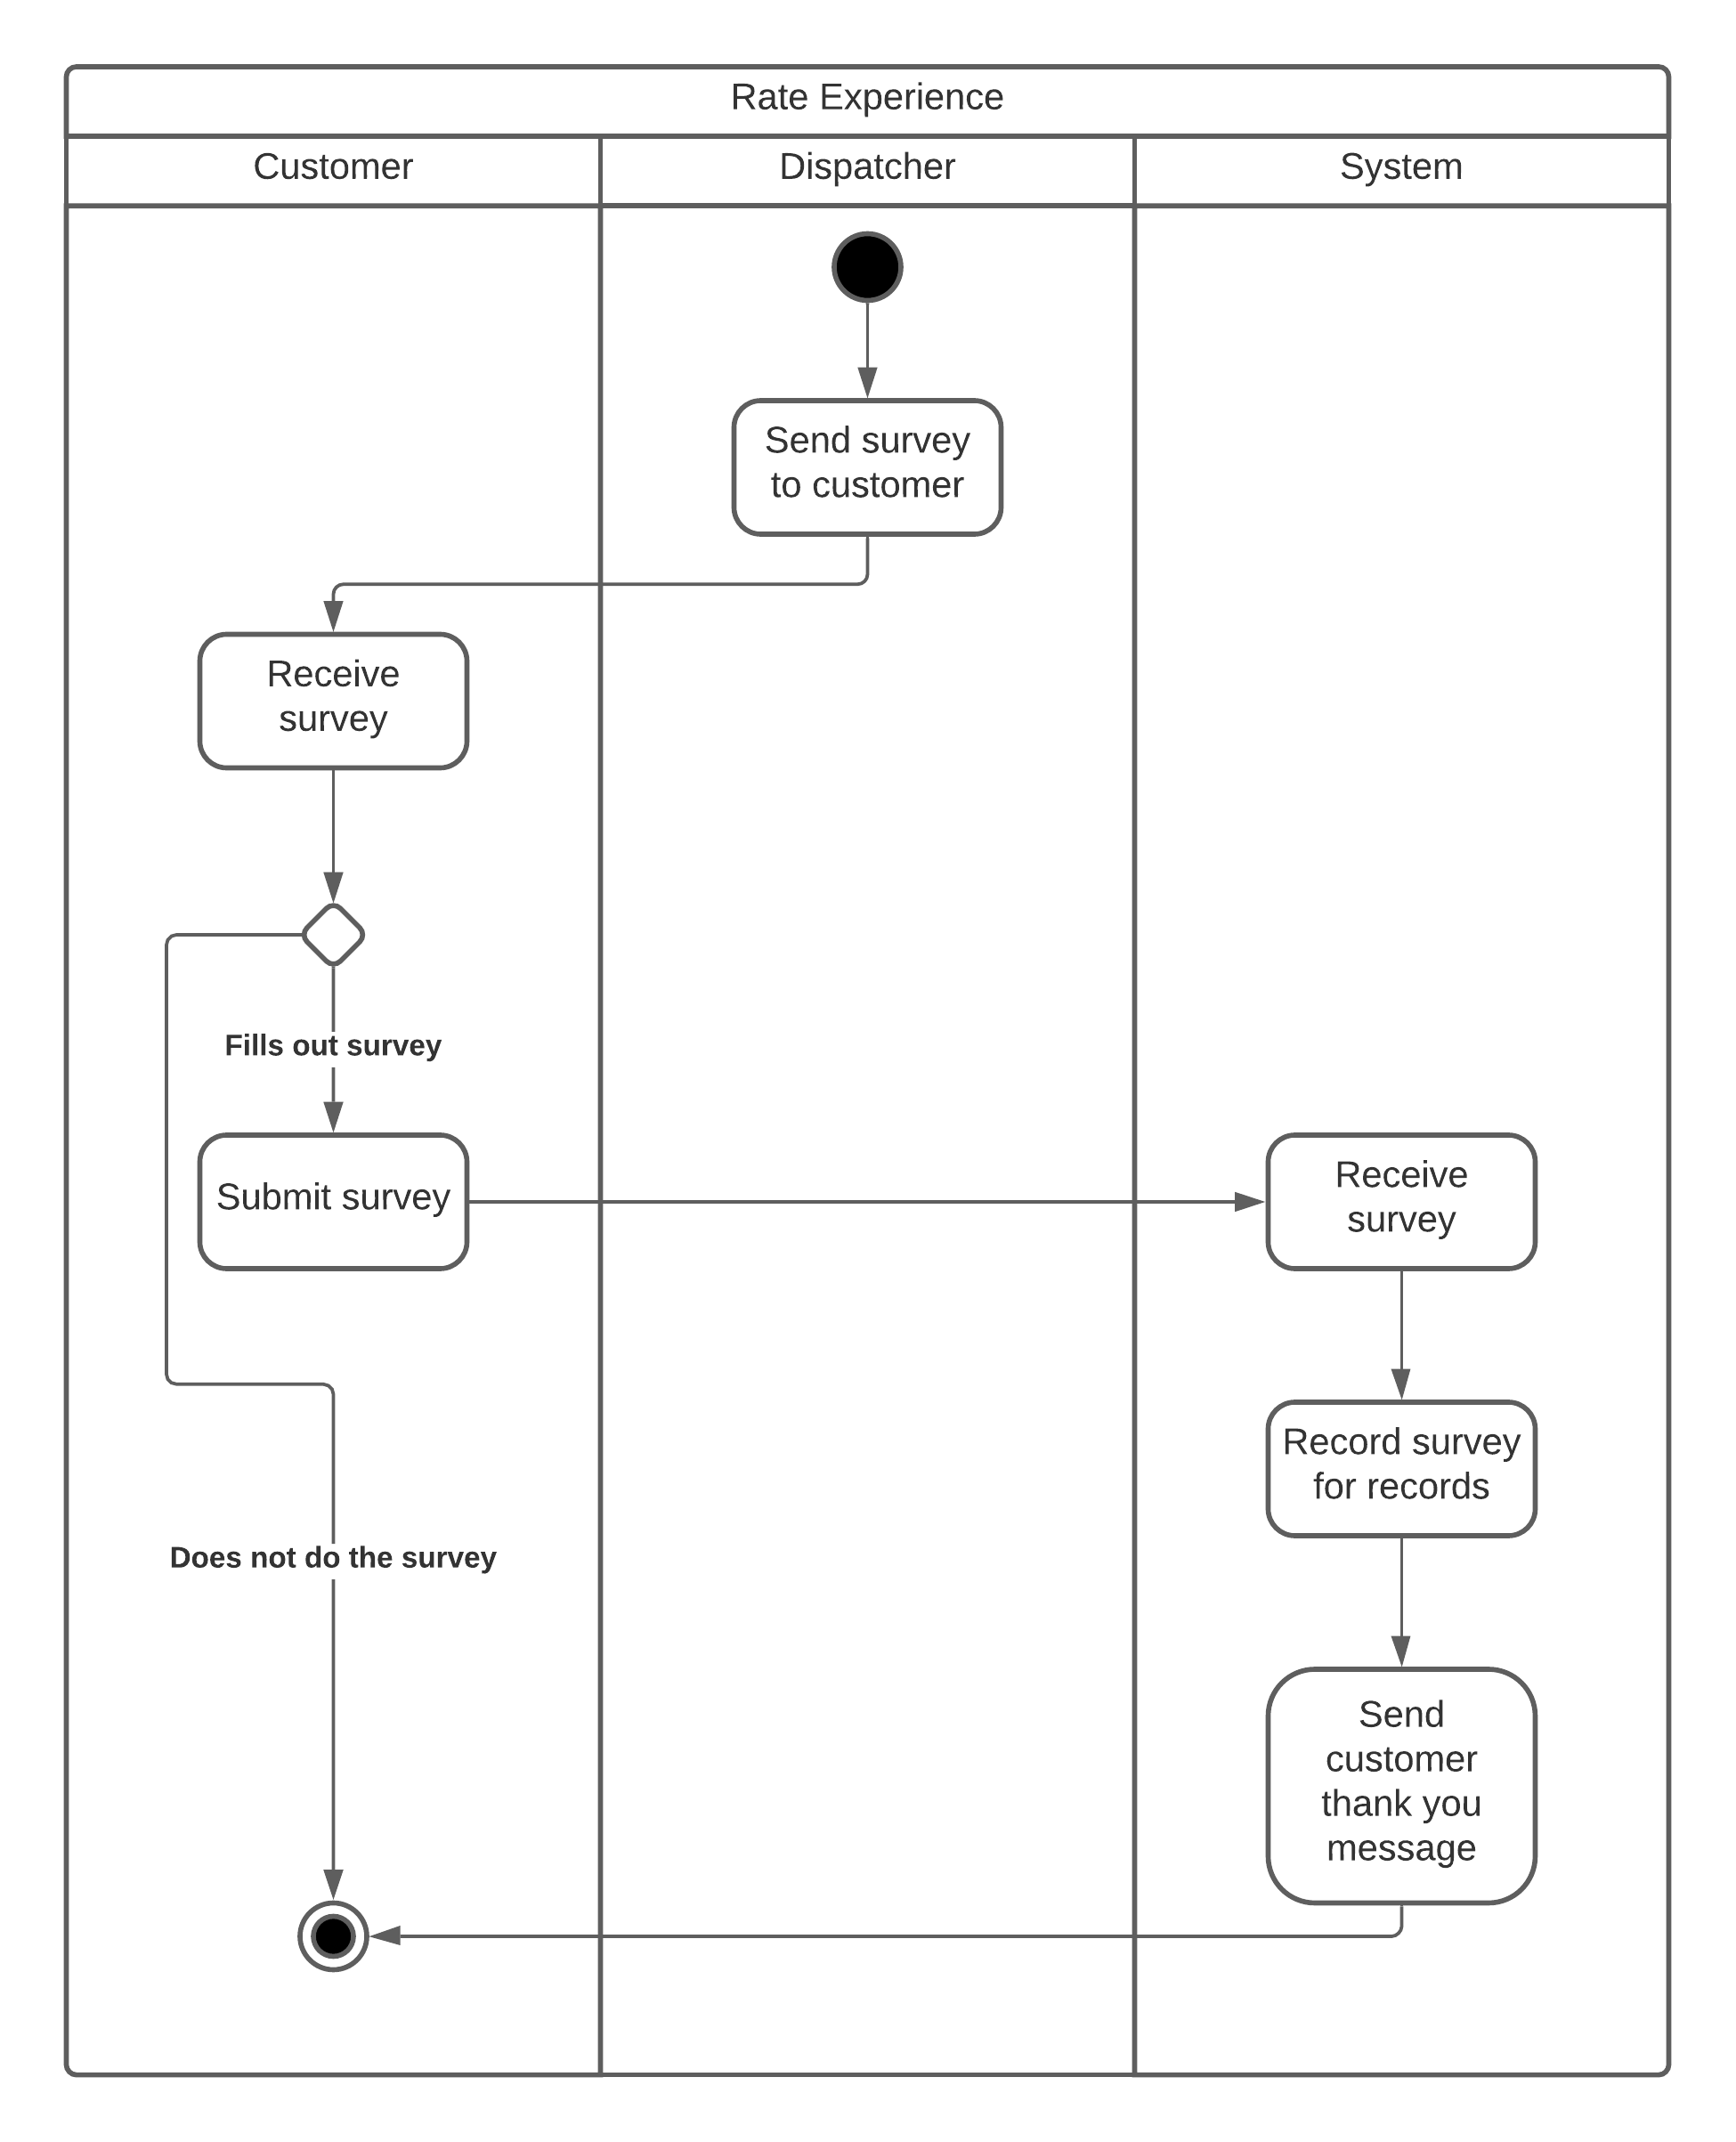 Rate Experience
Customer
Dispatcher
System
Send survey
to customer
Receive
survey
Fills out survey
Submit survey
Receive
survey
Record survey
for records
Does not do the survey
Send
customer
thank you
message